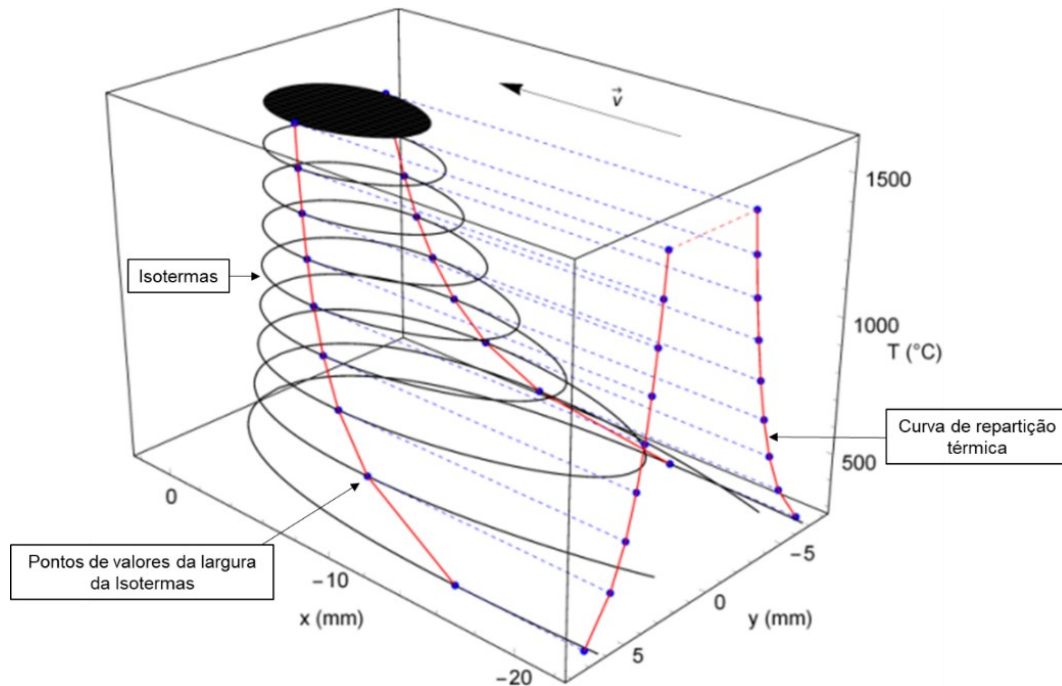 v
1500
Isotermas
1000
T (°C)
Curva de repartição
térmica
500
0
-5
Pontos de valores da largura
da Isotermas
-10
0
x (mm)
y (mm)
5
-20